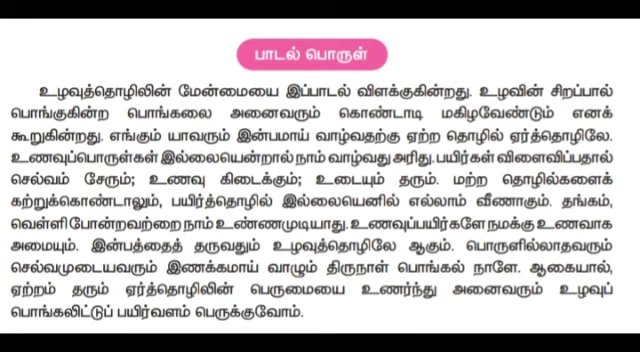 பாடல் பொருள்
உழவுத்தொழிலின் மேன்மையை இப்பாடல் விளக்குகின்றது. உழவின் சிறப்பால்
பொங்குகின்ற பொங்கலை அனைவரும் கொண்டாடி மகிழவேண்டும் எனக்
கூறுகின்றது. எங்கும் யாவரும் இன்பமாய் வாழ்வதற்கு ஏற்ற தொழில் ஏர்த்தொழிலே.
உணவுப்பொருள்கள் இல்லையென்றால் நாம் வாழ்வது அரிது. பயிர்கள் விளைவிப்பதால்
செல்வம் சேரும்; உணவு கிடைக்கும்; உடையும் தரும். மற்ற தொழில்களைக்
கற்றுக்கொண்டாலும், பயிர்த்தொழில் இல்லையெனில் எல்லாம் வீணாகும். தங்கம்,
வெள்ளி போன்றவற்றை நாம் உண்ணமுடியாது. உணவுப்பயிர்களே நமக்கு உணவாக
அமையும். இன்பத்தைத் தருவதும் உழவுத்தொழிலே ஆகும். பொருளில்லாதவரும்
செல்வமுடையவரும் இணக்கமாய் வாழும் திருநாள் பொங்கல் நாளே. ஆகையால்,
ஏற்றம் தரும் ஏர்த்தொழிலின் பெருமையை உணர்ந்து அனைவரும் உழவுப்
பொங்கலிட்டுப் பயிர்வளம் பெருக்குவோம்.